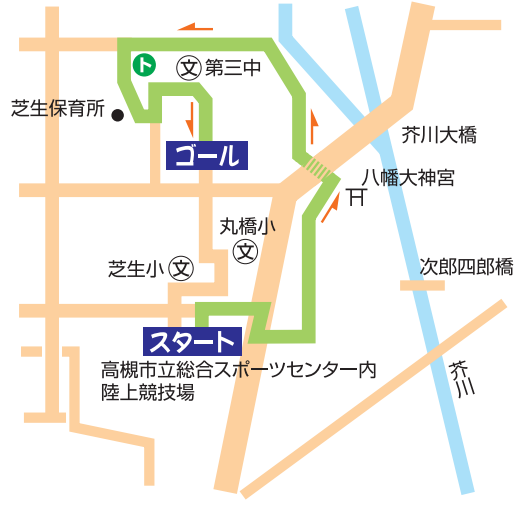 ト
文 第三中
芝生保育所
芥川大橋
ゴール
八幡大神宮
丸橋小
文
芝生小 文
次郎四郎橋
スタート
高槻市立総合スポーツセンター内
陸上競技場
芥川